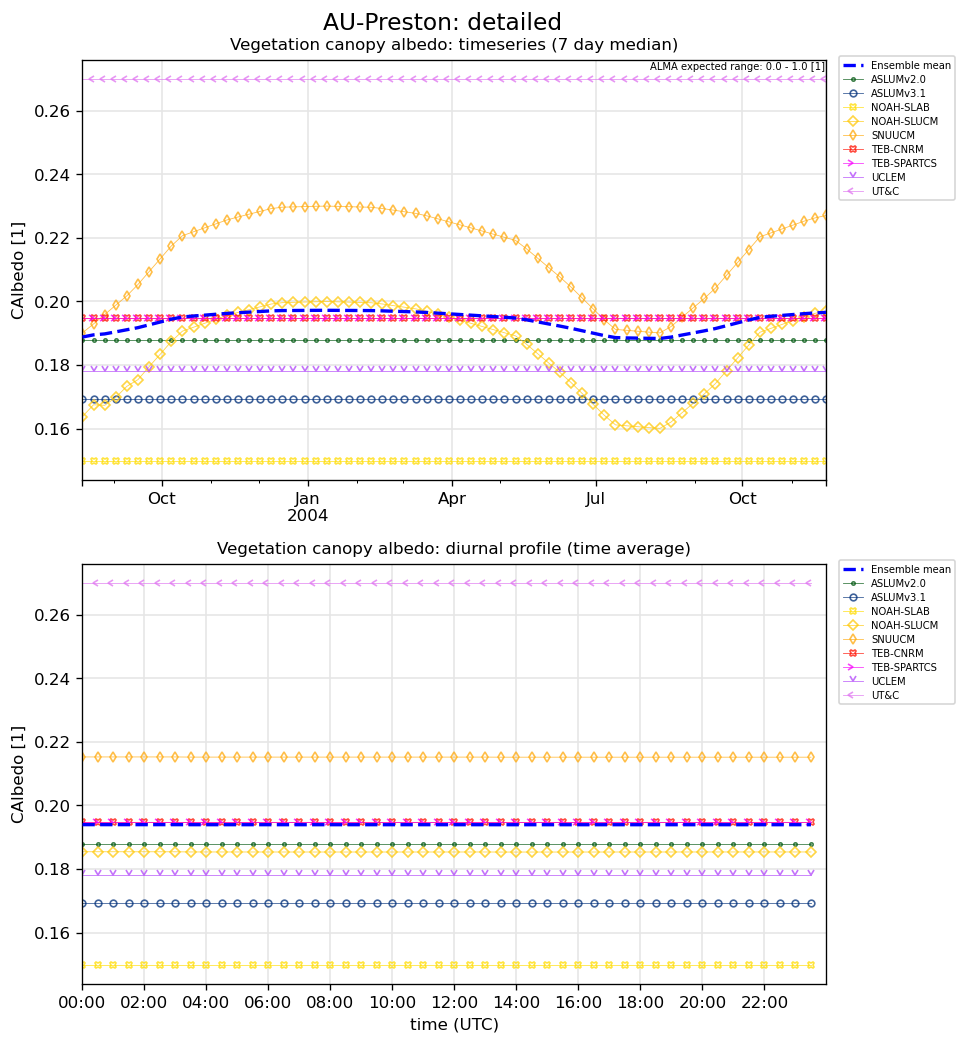 AU-Preston: detailed
Vegetation canopy albedo: timeseries (7 day median)
ALMA expected range: 0.0 - 1.0 [1]
0.26
0.24
0.22
0.20
0.18
0.16
CAlbedo [1]
Oct
Jan
2004
Apr
Jul
Oct
Ensemble mean
ASLUMv2.0
ASLUMv3.1
NOAH-SLAB
NOAH-SLUCM
SNUUCM
TEB-CNRM
TEB-SPARTCS
UCLEM
UT&C
Vegetation canopy albedo: diurnal profile (time average)
0.26
0.24
0.22
0.20
0.18
0.16
CAlbedo [1]
00:00
02:00
04:00
06:00
08:00
10:00
12:00
14:00
16:00
18:00
20:00
22:00
time (UTC)
Ensemble mean
ASLUMv2.0
ASLUMv3.1
NOAH-SLAB
NOAH-SLUCM
SNUUCM
TEB-CNRM
TEB-SPARTCS
UCLEM
UT&C